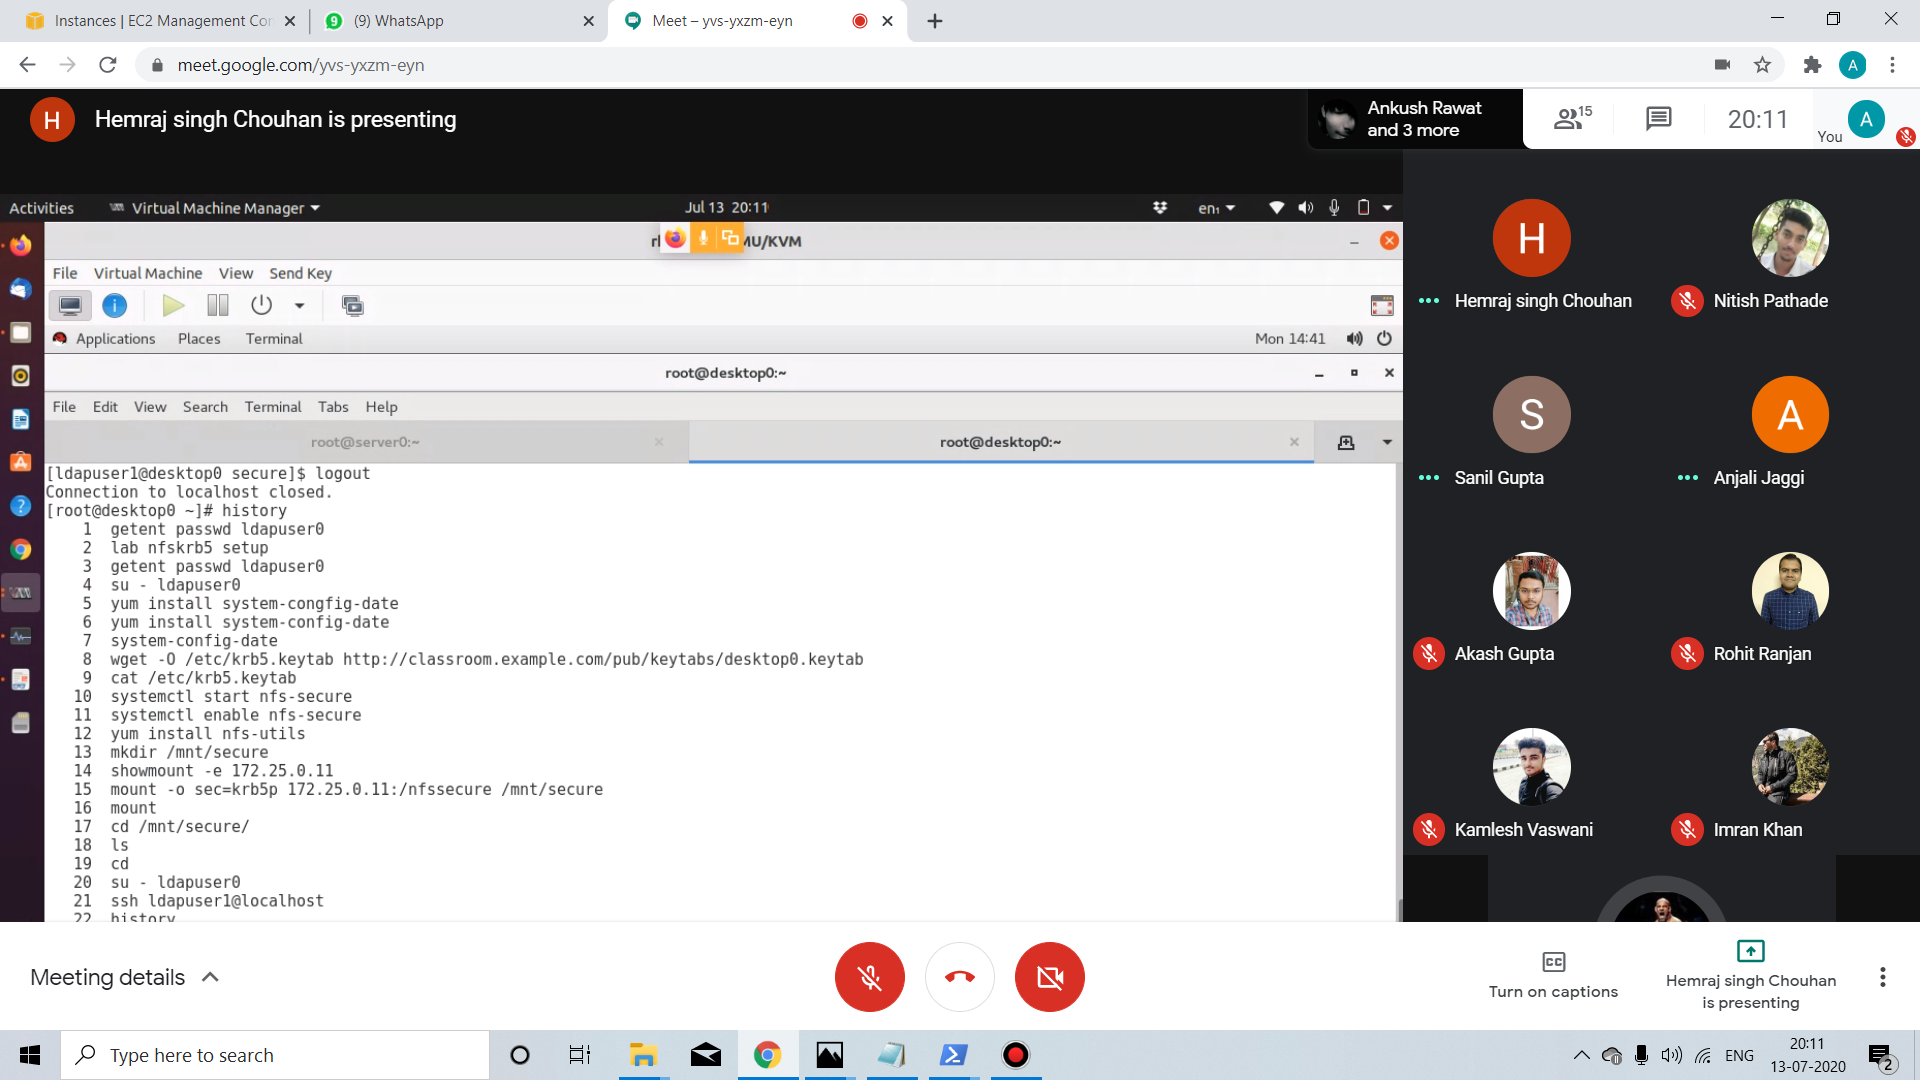 Instances | EC2 Management Con
(9) WhatsApp
Meet – yvs-yxzm-eyn
meet.google.com/yvs-yxzm-eyn
A
H
Hemraj singh Chouhan is presenting
Ankush Rawat
and 3 more
15
20:11
You
A
Activities
Virtual Machine Manager
Jul 13 20:11
en₁
MU/KVM
File Virtual Machine View Send Key
Applications Places Terminal
Mon 14:41
root@desktop0:~
File Edit View Search Terminal Tabs Help
root@server0:~
root@desktop0:~
[ldapuser1@desktop0 secure]$ logout
Connection to localhost closed.
[root@desktop0 ~]# history
1 getent passwd ldapuser0
2 lab nfskrb5 setup
3 getent passwd ldapuser0
4 su - ldapuser0
5 yum install system-congfig-date
6 yum install system-config-date
7 system-config-date
8 wget -O /etc/krb5.keytab http://classroom.example.com/pub/keytabs/desktop0.keytab
9 cat /etc/krb5.keytab
10 systemctl start nfs-secure
11 systemctl enable nfs-secure
12 yum install nfs-utils
13 mkdir /mnt/secure
14 showmount -e 172.25.0.11
15 mount -o sec=krb5p 172.25.0.11:/nfssecure /mnt/secure
16 mount
17 cd /mnt/secure/
18 ls
19 cd
20 su - ldapuser0
21 ssh ldapuser1@localhost
22 history
H
Hemraj singh Chouhan
Nitish Pathade
S
Sanil Gupta
A
Anjali Jaggi
Akash Gupta
Rohit Ranjan
Kamlesh Vaswani
Imran Khan
Meeting details
Turn on captions
Hemraj singh Chouhan
is presenting
Type here to search
ENG
20:11
13-07-2020
2